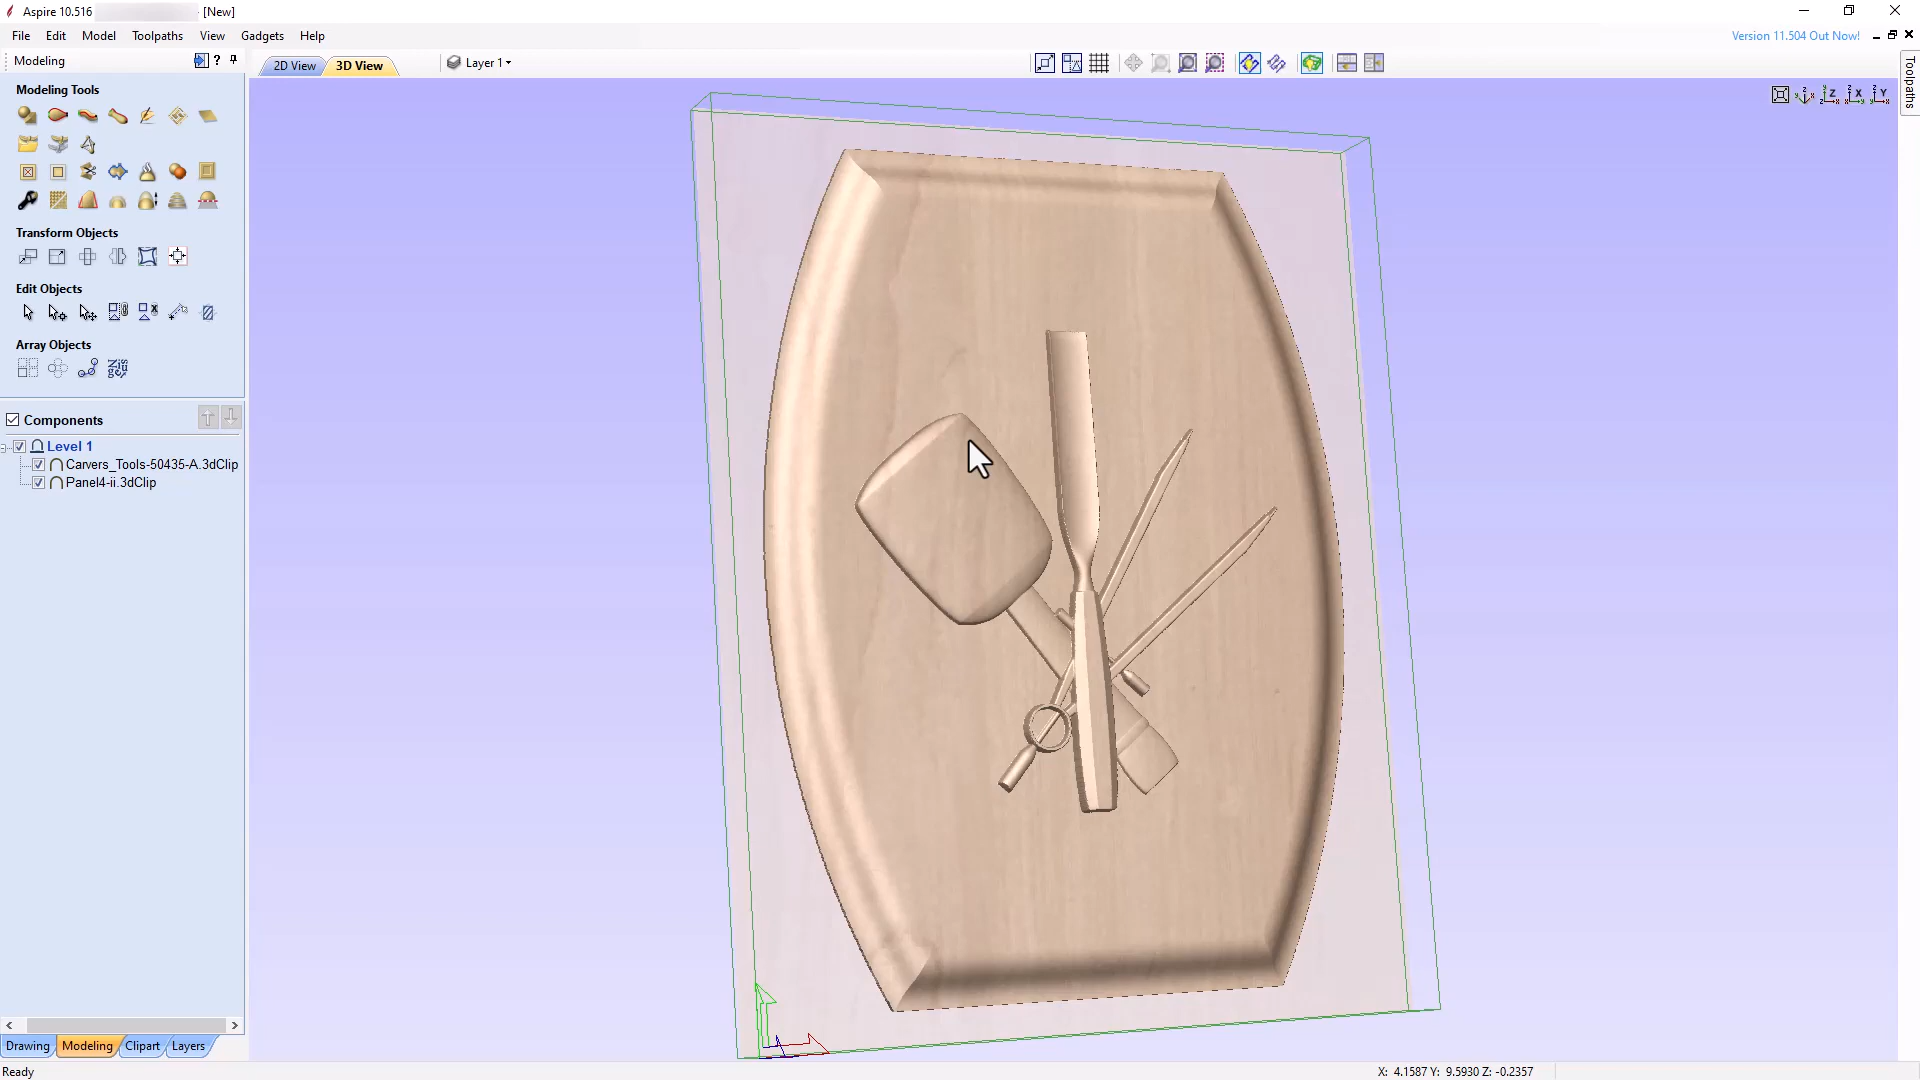 Aspire 10.516 [New]
File Edit Model Toolpaths View Gadgets Help
Version 11.504 Out Now!
Modeling
?
2D View 3D View
Layer 1
Toolpaths
Modeling Tools
Z X Y
Transform Objects
Edit Objects
Array Objects
Components
Level 1
Carvers_Tools-50435-A.3dClip
Panel4-ii.3dClip
Drawing Modeling Clipart Layers
Ready
X: 4.1587 Y: 9.5930 Z: -0.2357